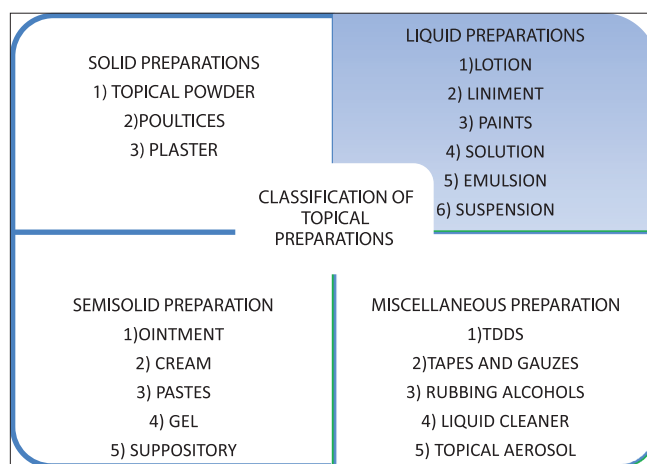 SOLID PREPARATIONS
1) TOPICAL POWDER
2)POULTICES
3) PLASTER
LIQUID PREPARATIONS
1)LOTION
2) LINIMENT
3) PAINTS
4) SOLUTION
5) EMULSION
6) SUSPENSION
CLASSIFICATION OF
TOPICAL
PREPARATIONS
SEMISOLID PREPARATION
1)OINTMENT
2) CREAM
3) PASTES
4) GEL
5) SUPPOSITORY
MISCELLANEOUS PREPARATION
1)TDDS
2)TAPES AND GAUZES
3) RUBBING ALCOHOLS
4) LIQUID CLEANER
5) TOPICAL AEROSOL